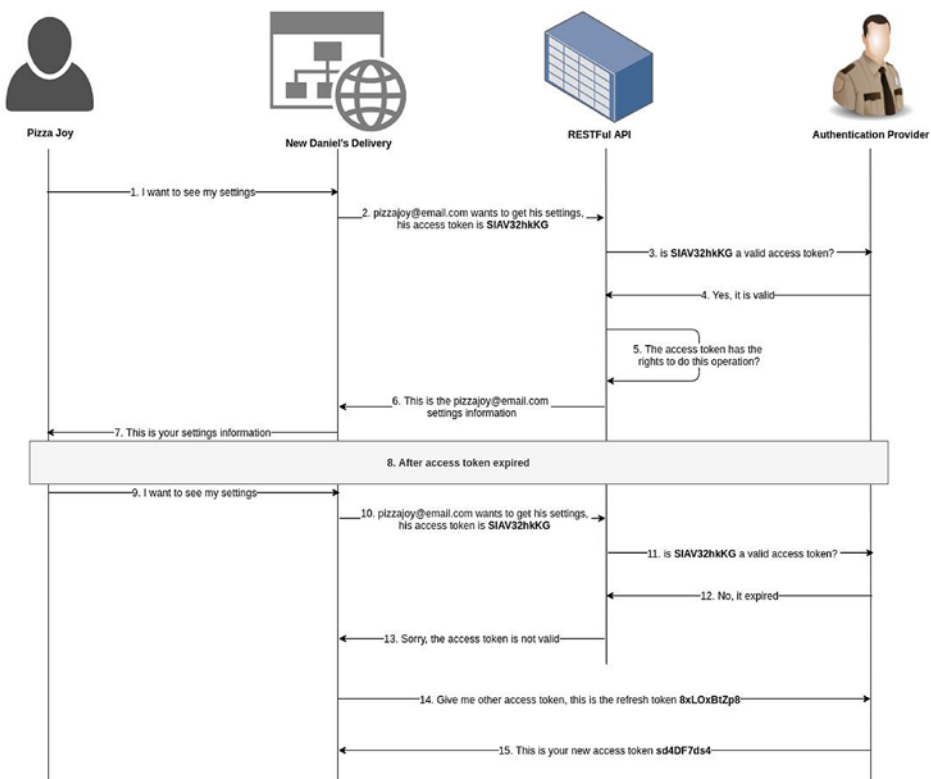 Pizza Joy
New Daniel's Delivery
RESTFul API
Authentication Provider
1. I want to see my settings
2. pizzajoy@email.com wants to get his settings,
his access token is SIAV32hkKG
3. is SIAV32hkKG a valid access token?
4. Yes, it is valid
5. The access token has the
rights to do this operation?
6. This is the pizzajoy@email.com
settings information
7. This is your settings information
8. After access token expired
9. I want to see my settings
10. pizzajoy@email.com wants to get his settings,
his access token is SIAV32hkKG
11. is SIAV32hkKG a valid access token?
12. No, it expired
13. Sorry, the access token is not valid
14. Give me other access token, this is the refresh token 8xLOxBtZp8
15. This is your new access token sd4DF7ds4